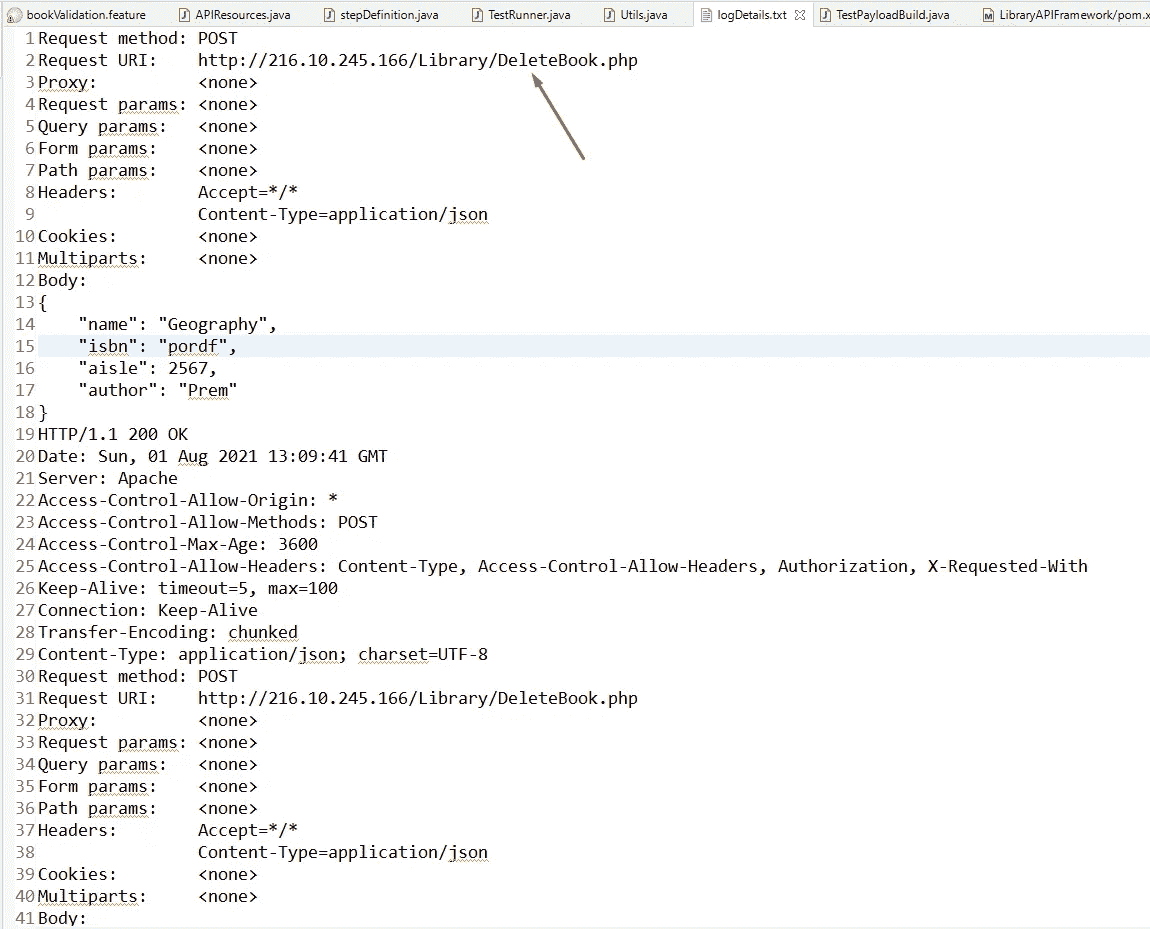 bookValidation.feature APIResources.java stepDefinition.java TestRunner.java Utils.java logDetails.txt TestPayloadBuild.java LibraryAPIFramework/pom.x
1 Request method: POST
2 Request URI: http://216.10.245.166/Library/DeleteBook.php
3 Proxy: <none>
4 Request params: <none>
5 Query params: <none>
6 Form params: <none>
7 Path params: <none>
8 Headers: Accept=*/*
9 Content-Type=application/json
10 Cookies: <none>
11 Multiparts: <none>
12 Body:
13 {
14 "name": "Geography",
15 "isbn": "pordf",
16 "aisle": 2567,
17 "author": "Prem"
18 }
19 HTTP/1.1 200 OK
20 Date: Sun, 01 Aug 2021 13:09:41 GMT
21 Server: Apache
22 Access-Control-Allow-Origin: *
23 Access-Control-Allow-Methods: POST
24 Access-Control-Max-Age: 3600
25 Access-Control-Allow-Headers: Content-Type, Access-Control-Allow-Headers, Authorization, X-Requested-With
26 Keep-Alive: timeout=5, max=100
27 Connection: Keep-Alive
28 Transfer-Encoding: chunked
29 Content-Type: application/json; charset=UTF-8
30 Request method: POST
31 Request URI: http://216.10.245.166/Library/DeleteBook.php
32 Proxy: <none>
33 Request params: <none>
34 Query params: <none>
35 Form params: <none>
36 Path params: <none>
37 Headers: Accept=*/*
38 Content-Type=application/json
39 Cookies: <none>
40 Multiparts: <none>
41 Body: